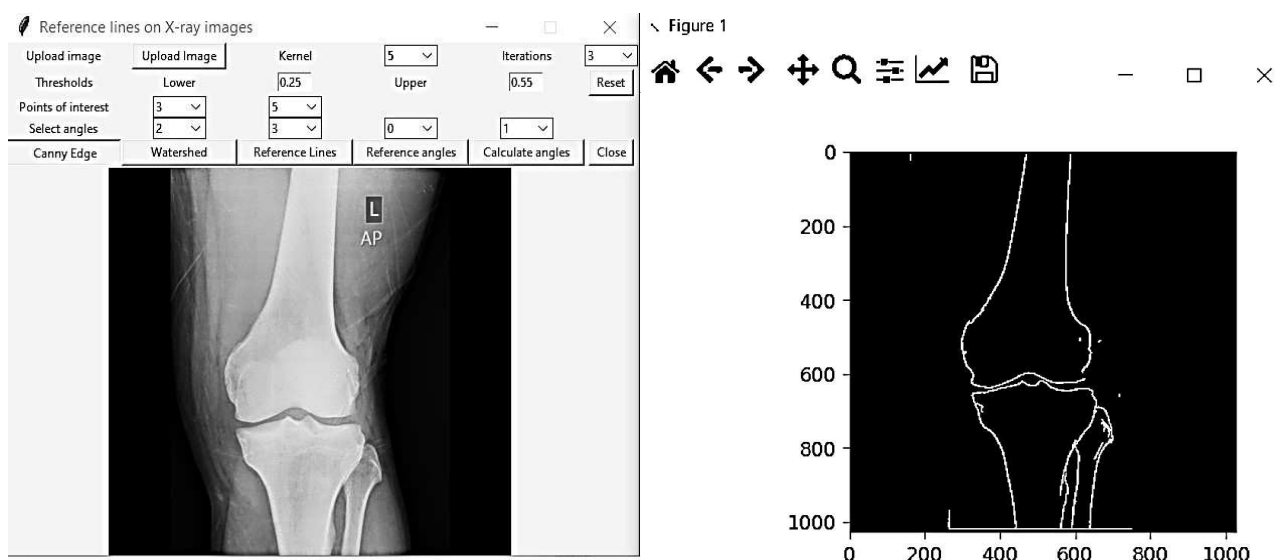 Reference lines on X-ray images
Upload image Upload Image Kernel 5 Iterations 3
Thresholds Lower 0.25 Upper 0.55 Reset
Points of interest 3 5
Select angles 2 3 0 1
Canny Edge Watershed Reference Lines Reference angles Calculate angles Close
L
AP
Figure 1
0
200
400
600
800
1000
0 200 400 600 800 1000